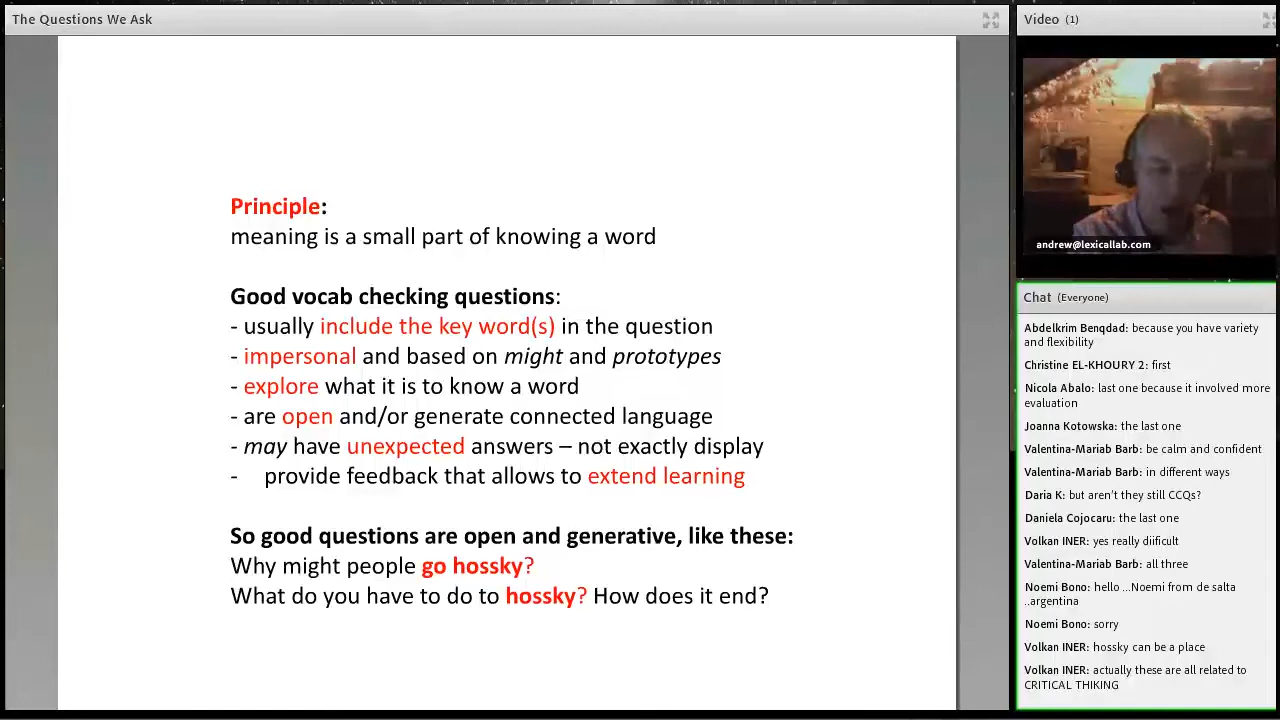 The Questions We Ask
Principle:
meaning is a small part of knowing a word
Good vocab checking questions:
- usually include the key word(s) in the question
- impersonal and based on might and prototypes
- explore what it is to know a word
- are open and/or generate connected language
- may have unexpected answers – not exactly display
- provide feedback that allows to extend learning
So good questions are open and generative, like these:
Why might people go hossky?
What do you have to do to hossky? How does it end?
Video (1)
andrew@lexicallab.com
Chat (Everyone)
Abdelkrim Benqdad: because you have variety
and flexibility
Christine EL-KHOURY 2: first
Nicola Abalo: last one because it involved more
evaluation
Joanna Kotowska: the last one
Valentina-Mariab Barb: be calm and confident
Valentina-Mariab Barb: in different ways
Daria K: but aren't they still CCQs?
Daniela Cojocaru: the last one
Volkan INER: yes really diificult
Valentina-Mariab Barb: all three
Noemi Bono: hello ...Noemi from de salta
..argentina
Noemi Bono: sorry
Volkan INER: hossky can be a place
Volkan INER: actually these are all related to
CRITICAL THIKING